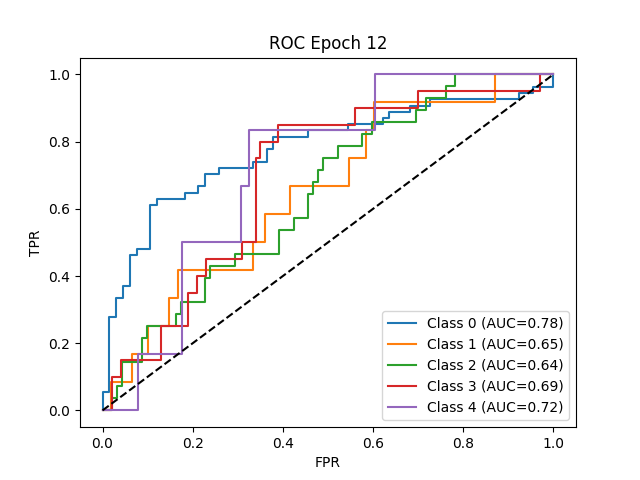 ROC Epoch 12
TPR
1.0
0.8
0.6
0.4
0.2
0.0
Class 0 (AUC=0.78)
Class 1 (AUC=0.65)
Class 2 (AUC=0.64)
Class 3 (AUC=0.69)
Class 4 (AUC=0.72)
0.0 0.2 0.4 0.6 0.8 1.0
FPR